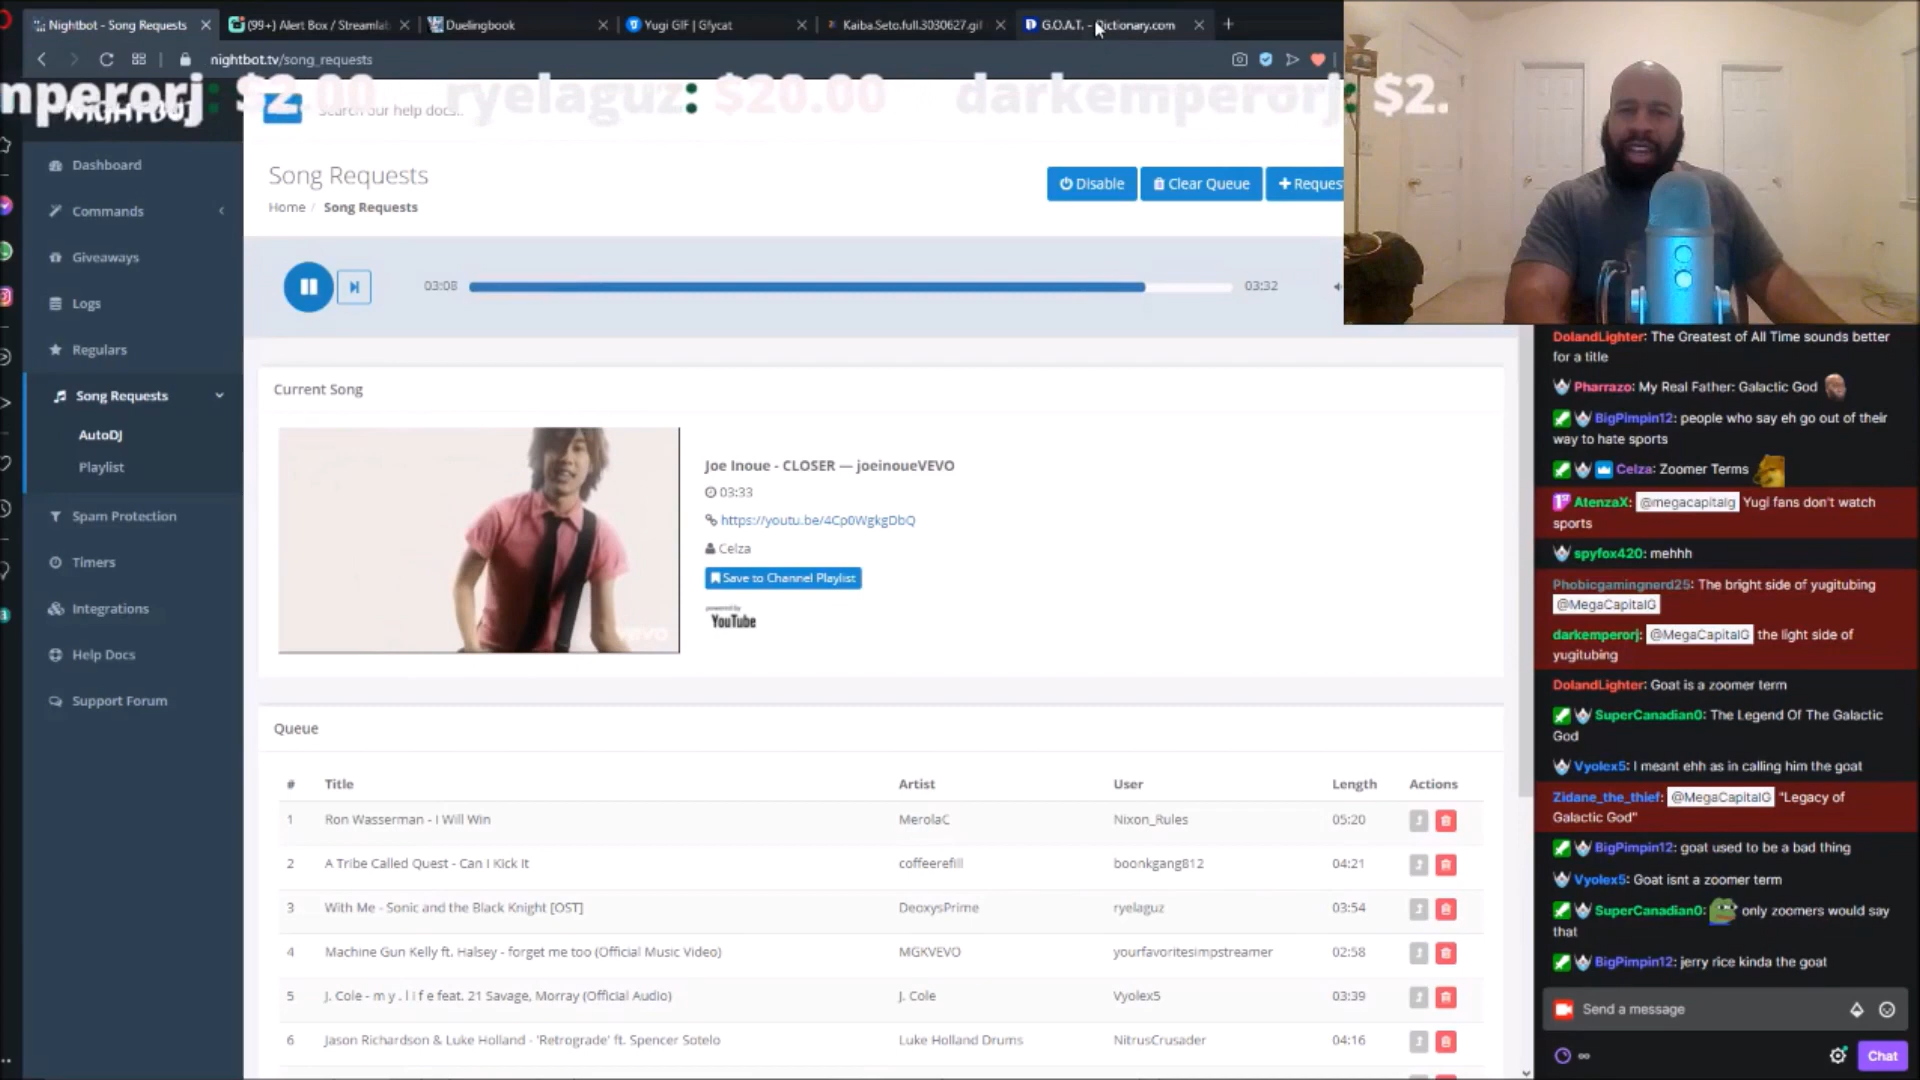 Nightbot - Song Requests
(99+) Alert Box / Streamlab
Duelingbook
Yugi GIF | Gfycat
Kaiba.Seto.full.3030627.gif
G.O.A.T. - Dictionary.com
nightbot.tv/song_requests
mperorj: $2.00 ryelaguz: $20.00 darkemperorj: $2.
NIGHTBOT
Search our help docs..
Dashboard
Commands
Giveaways
Logs
Regulars
Song Requests
AutoDJ
Playlist
Spam Protection
Timers
Integrations
Help Docs
Support Forum
Song Requests
Home / Song Requests
Disable
Clear Queue
+Reques
03:08
03:32
Current Song
Joe Inoue - CLOSER — joeinoueVEVO
03:33
https://youtu.be/4Cp0WgkgDbQ
Celza
Save to Channel Playlist
powered by
YouTube
vevo
Queue
# Title Artist User Length Actions
1 Ron Wasserman - I Will Win MerolaC Nixon_Rules 05:20
2 A Tribe Called Quest - Can I Kick It coffeerefill boonkgang812 04:21
3 With Me - Sonic and the Black Knight [OST] DeoxysPrime ryelaguz 03:54
4 Machine Gun Kelly ft. Halsey - forget me too (Official Music Video) MGKVEVO yourfavoritesimpstreamer 02:58
5 J. Cole - m y . l i f e feat. 21 Savage, Morray (Official Audio) J. Cole Vyolex5 03:39
6 Jason Richardson & Luke Holland - 'Retrograde' ft. Spencer Sotelo Luke Holland Drums NitrusCrusader 04:16
DolandLighter: The Greatest of All Time sounds better
for a title
Pharrazo: My Real Father: Galactic God
BigPimpin12: people who say eh go out of their
way to hate sports
Celza: Zoomer Terms
AtenzaX: @megacapitalg Yugi fans don't watch
sports
spyfox420: mehhh
Phobicgamingnerd25: The bright side of yugitubing
@MegaCapitalG
darkemperorj: @MegaCapitalG the light side of
yugitubing
DolandLighter: Goat is a zoomer term
SuperCanadian0: The Legend Of The Galactic
God
Vyolex5: I meant ehh as in calling him the goat
Zidane_the_thief: @MegaCapitalG "Legacy of
Galactic God"
BigPimpin12: goat used to be a bad thing
Vyolex5: Goat isnt a zoomer term
SuperCanadian0: only zoomers would say
that
BigPimpin12: jerry rice kinda the goat
Send a message
∞
Chat